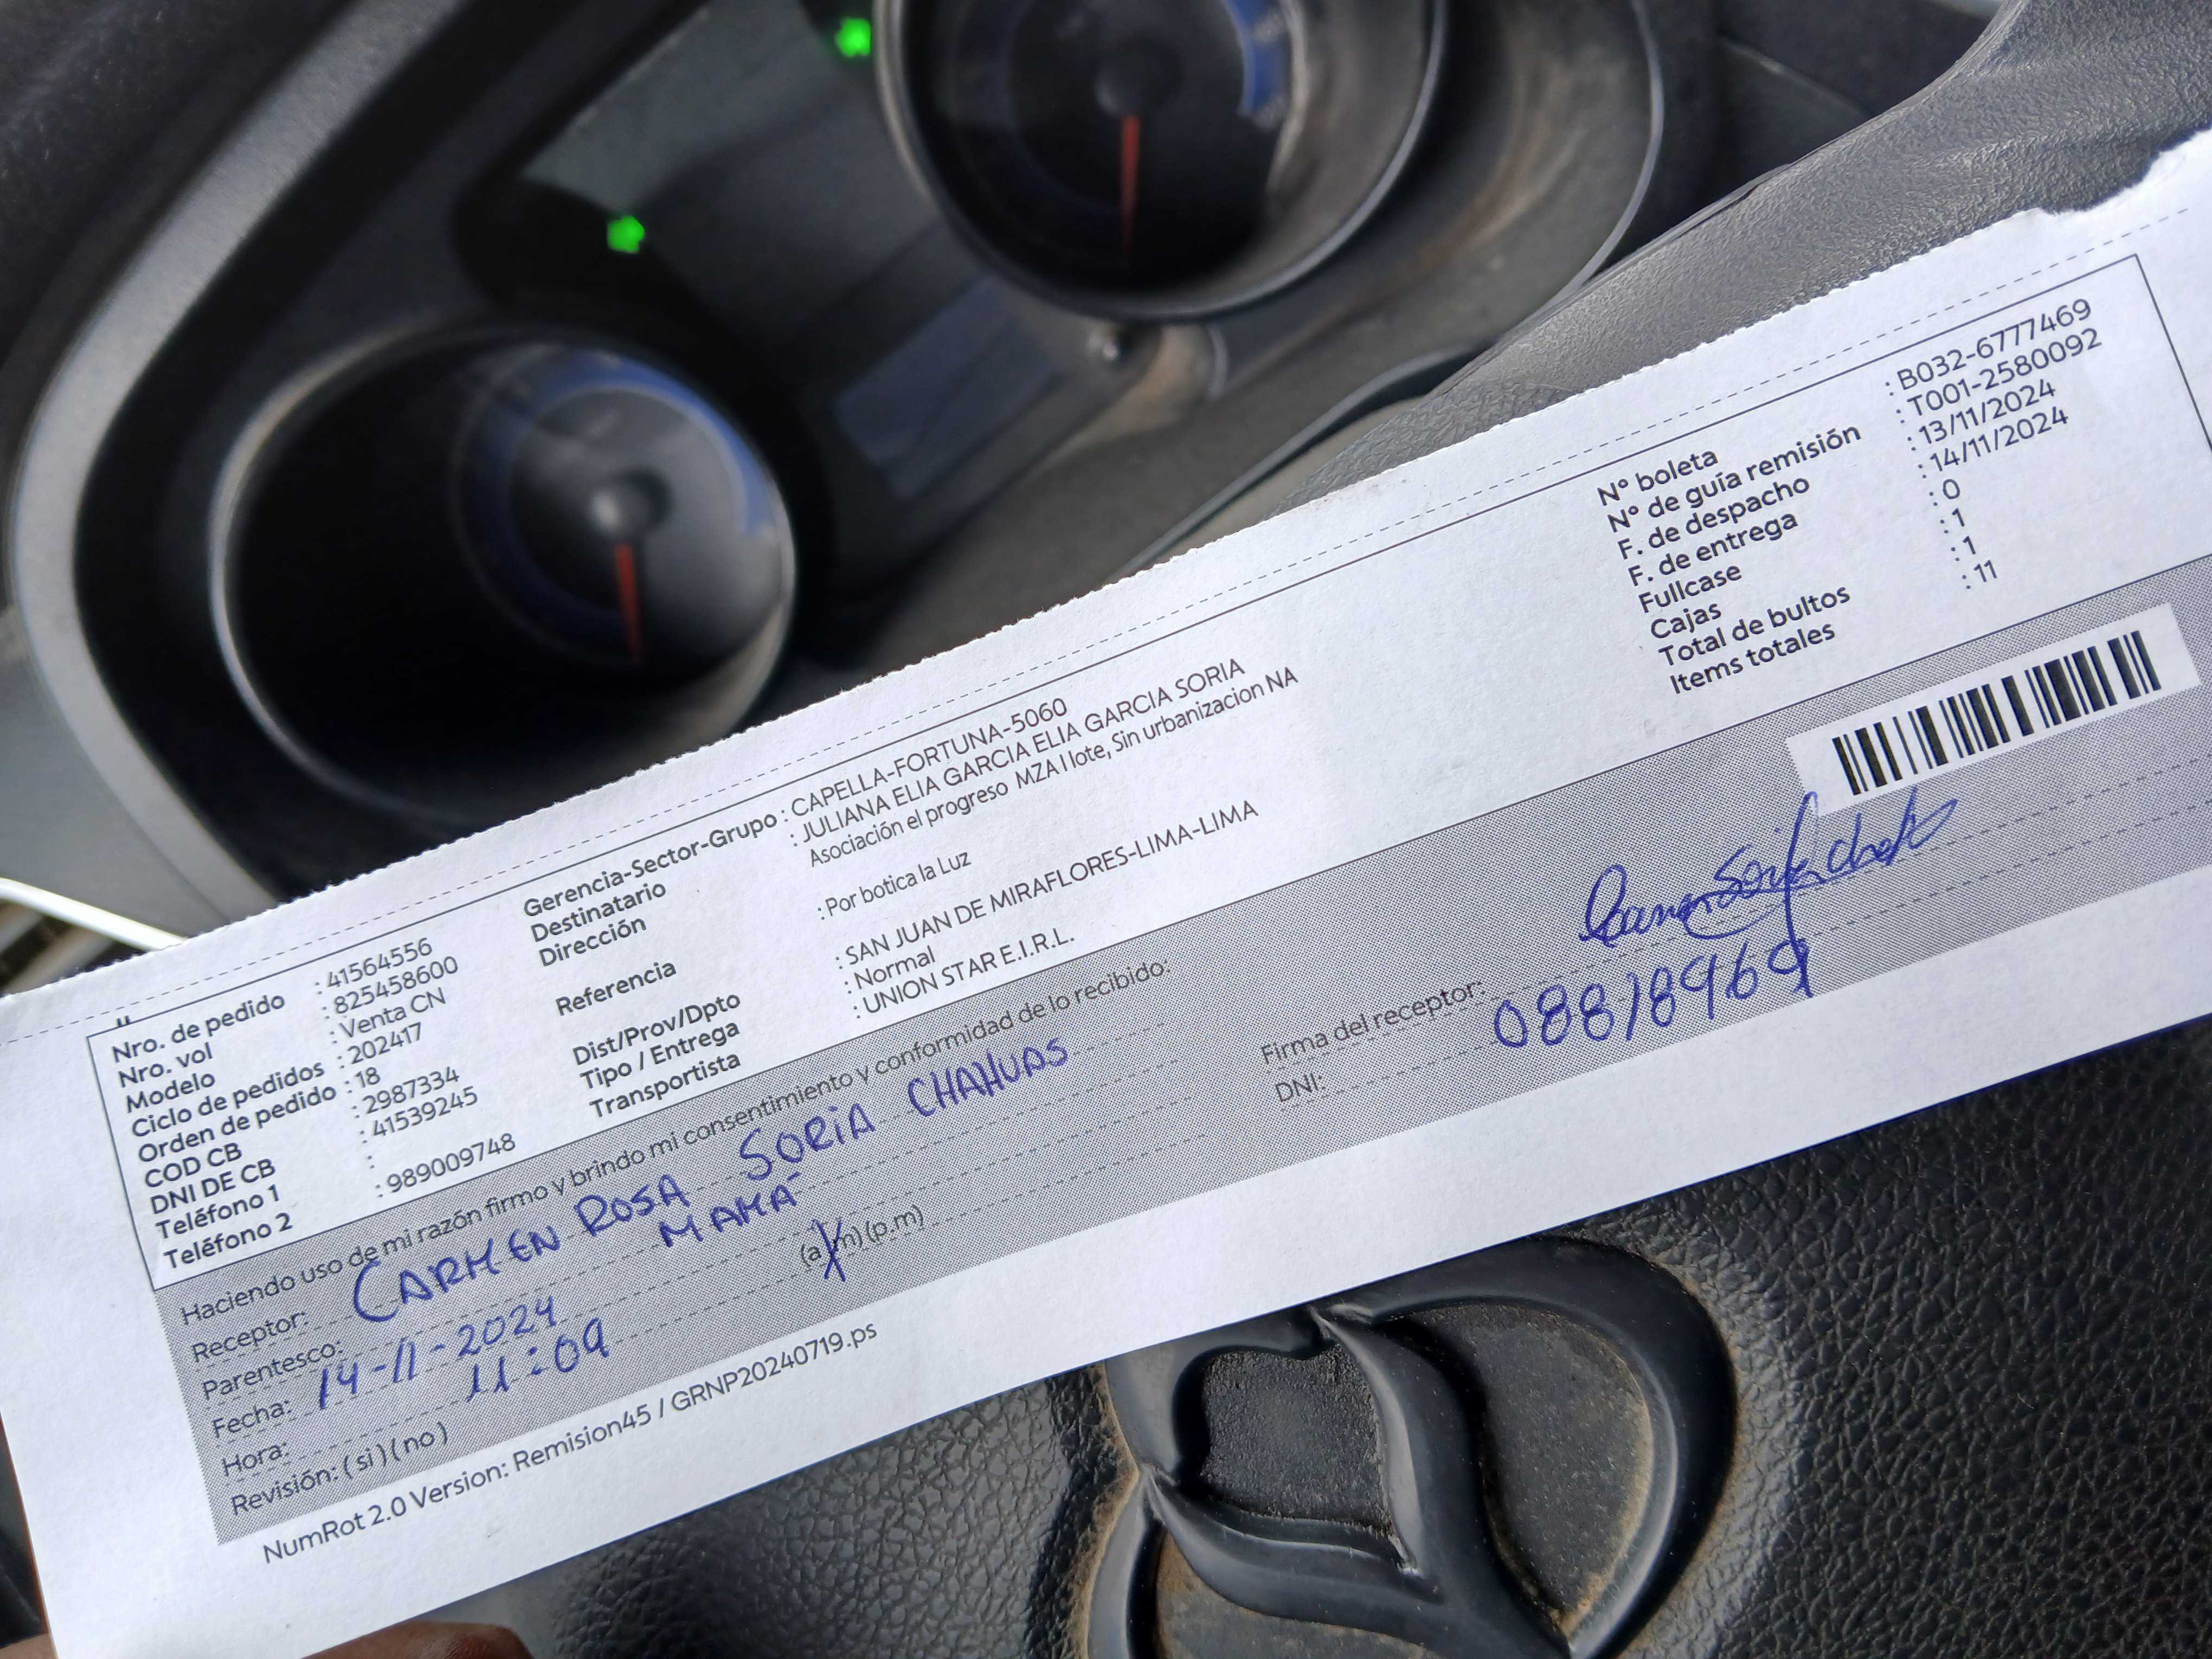 Nro. de pedido : 41564556
Nro. vol : 825458600
Modelo : Venta CN
Ciclo de pedidos : 202417
Orden de pedido : 18
COD CB : 2987334
DNI DE CB : 41539245
Teléfono 1 :
Teléfono 2 : 989009748
Gerencia-Sector-Grupo : CAPELLA-FORTUNA-5060
Destinatario : JULIANA ELIA GARCIA ELIA GARCIA SORIA
Dirección Asociación el progreso MZA I lote, Sin urbanizacion NA
Referencia : Por botica la Luz
Dist/Prov/Dpto : SAN JUAN DE MIRAFLORES-LIMA-LIMA
Tipo / Entrega : Normal
Transportista : UNION STAR E.I.R.L.
N° boleta : B032-6777469
N° de guía remisión : T001-2580092
F. de despacho : 13/11/2024
F. de entrega : 14/11/2024
Fullcase : 0
Cajas : 1
Total de bultos : 1
Items totales : 11
Haciendo uso de mi razón firmo y brindo mi consentimiento y conformidad de lo recibido:
Receptor: CARMEN ROSA SORIA CHAHUAS
Parentesco: MAMÁ
Fecha: 14-11-2024
Hora: 11:09 (a.m) (p.m)
Revisión: ( si ) ( no )
Firma del receptor:
DNI: 08818969
NumRot 2.0 Version: Remision45 / GRNP20240719.ps